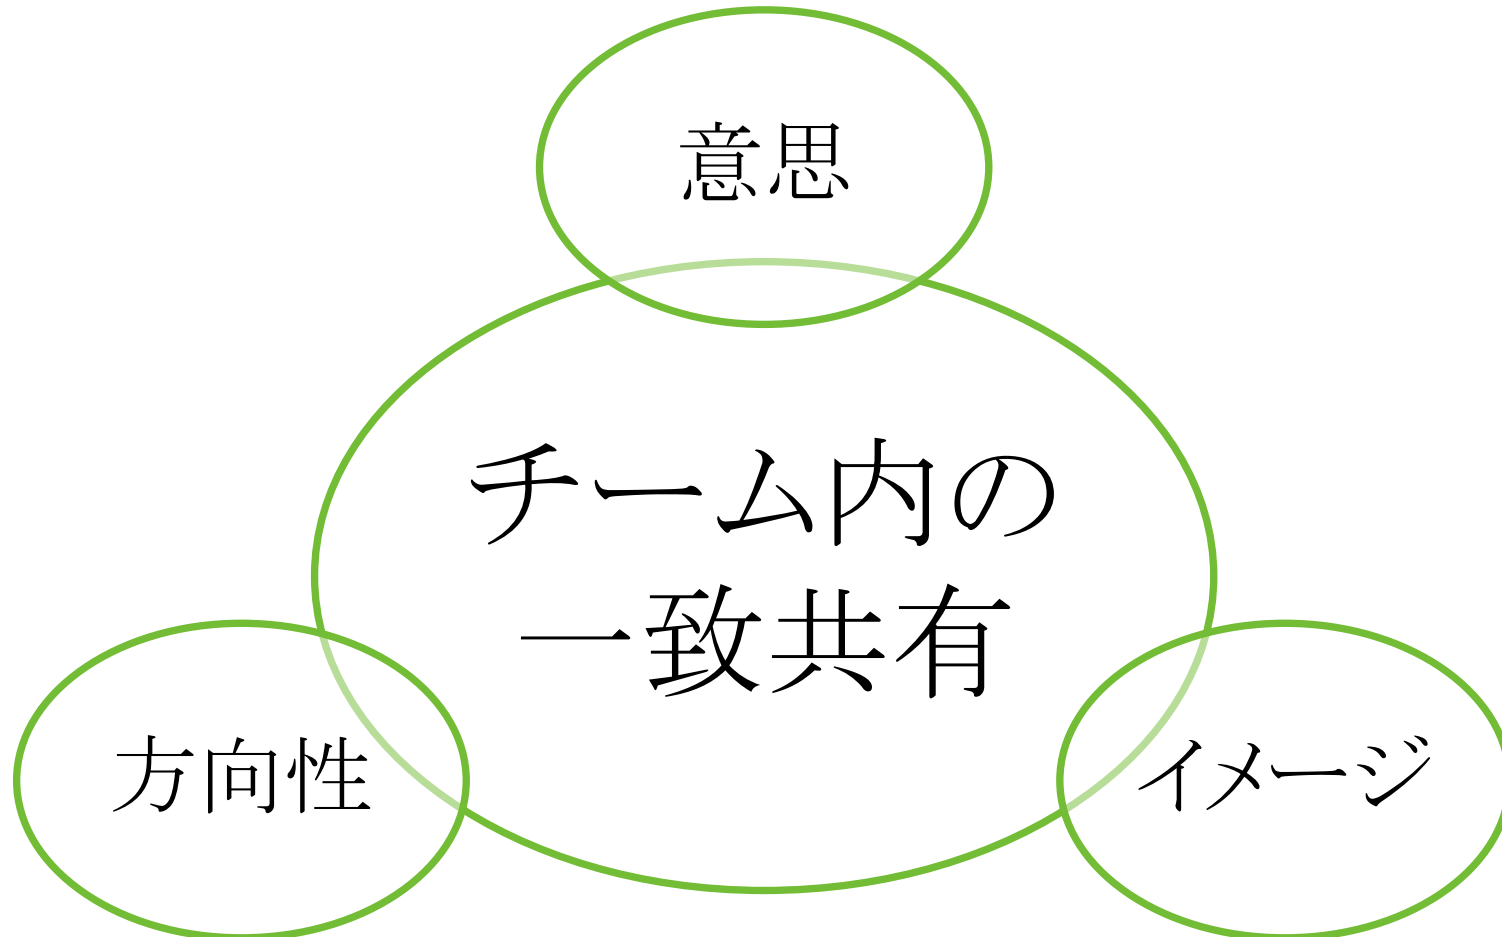 意思
チーム内の
一致共有
方向性
イメージ